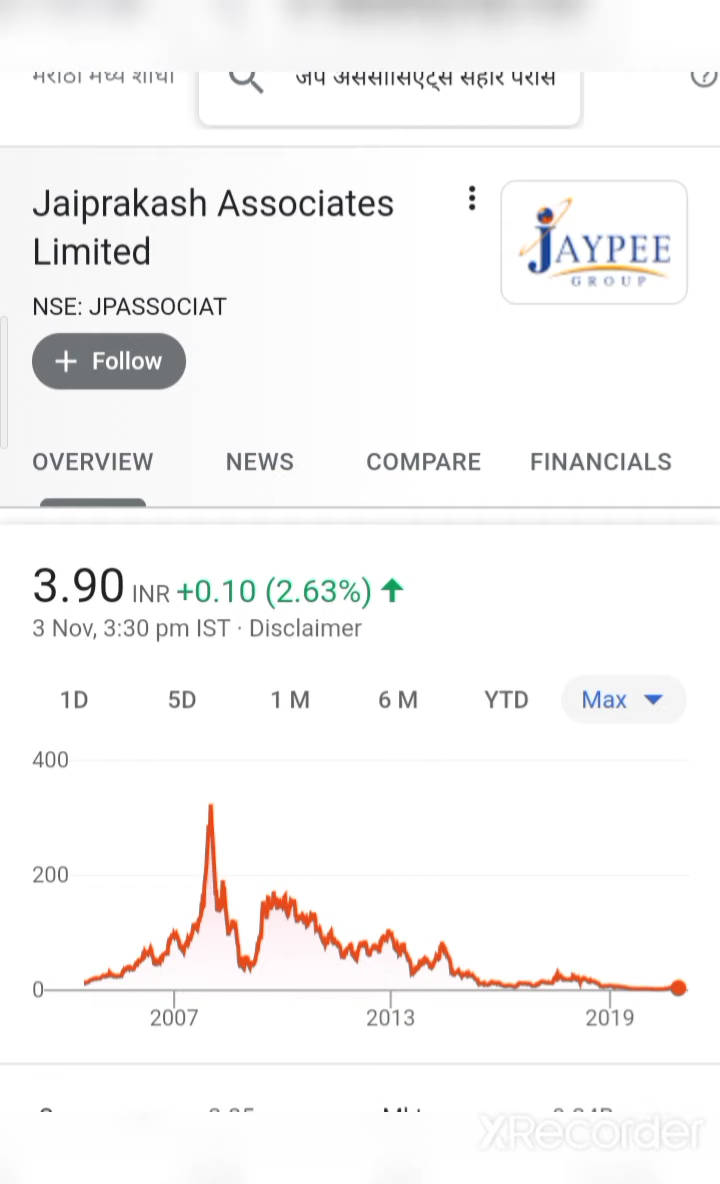 Jaiprakash Associates
Limited
JAYPEE
GROUP
NSE: JPASSOCIAT
+ Follow
OVERVIEW NEWS COMPARE FINANCIALS
3.90 INR +0.10 (2.63%)
3 Nov, 3:30 pm IST · Disclaimer
1D 5D 1 M 6 M YTD Max
400
200
0
2007 2013 2019
XRecorder